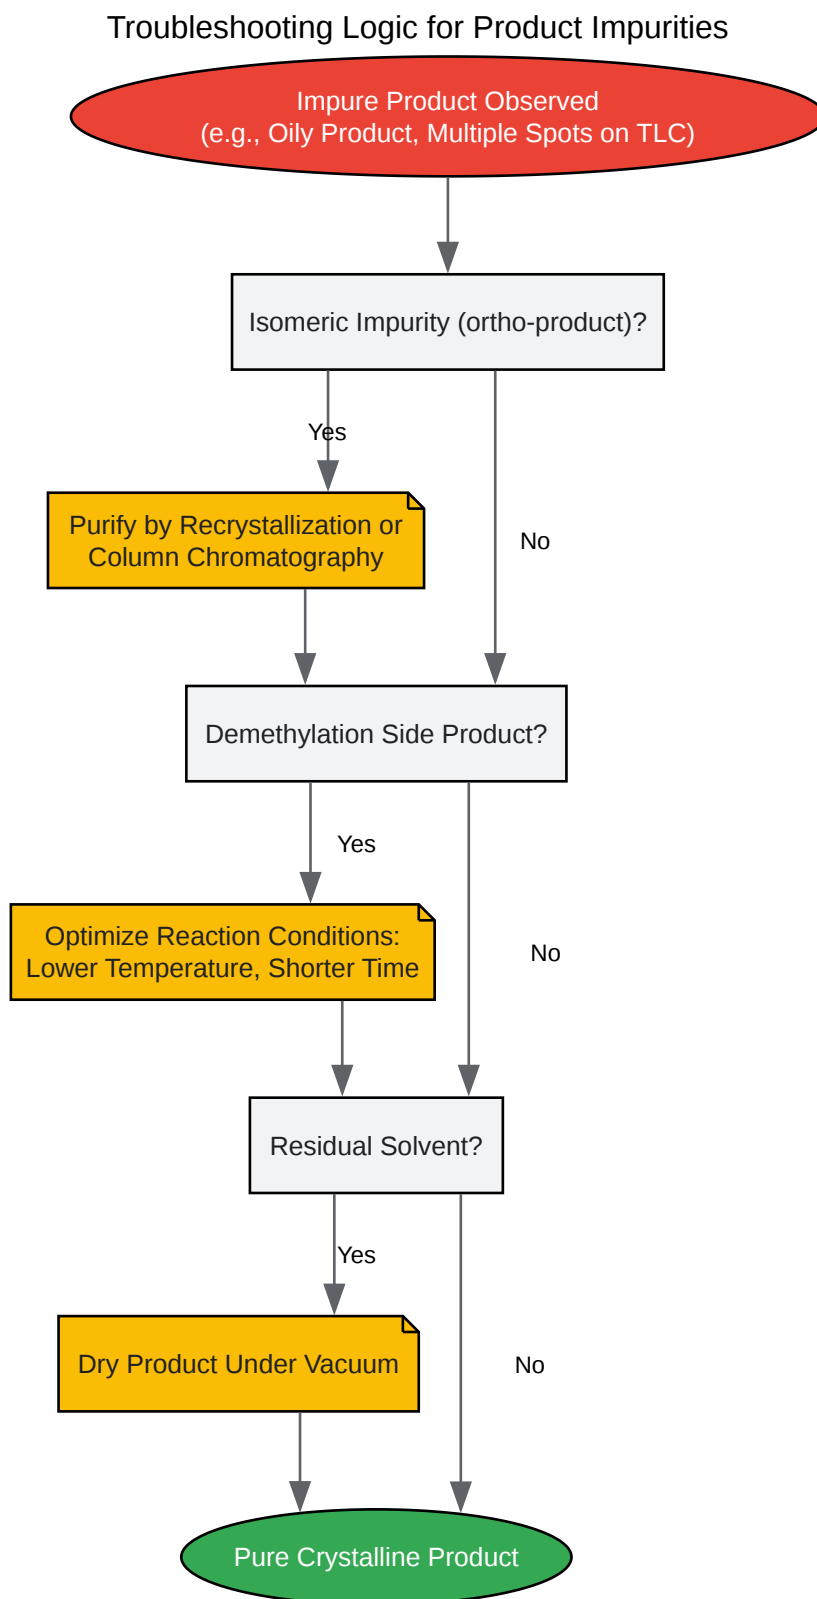 Troubleshooting Logic for Product Impurities
Impure Product Observed
(e.g., Oily Product, Multiple Spots on TLC)
Isomeric Impurity (ortho-product)?
Yes
Purify by Recrystallization or
Column Chromatography
No
Demethylation Side Product?
Yes
Optimize Reaction Conditions:
Lower Temperature, Shorter Time
No
Residual Solvent?
Yes
Dry Product Under Vacuum
No
Pure Crystalline Product